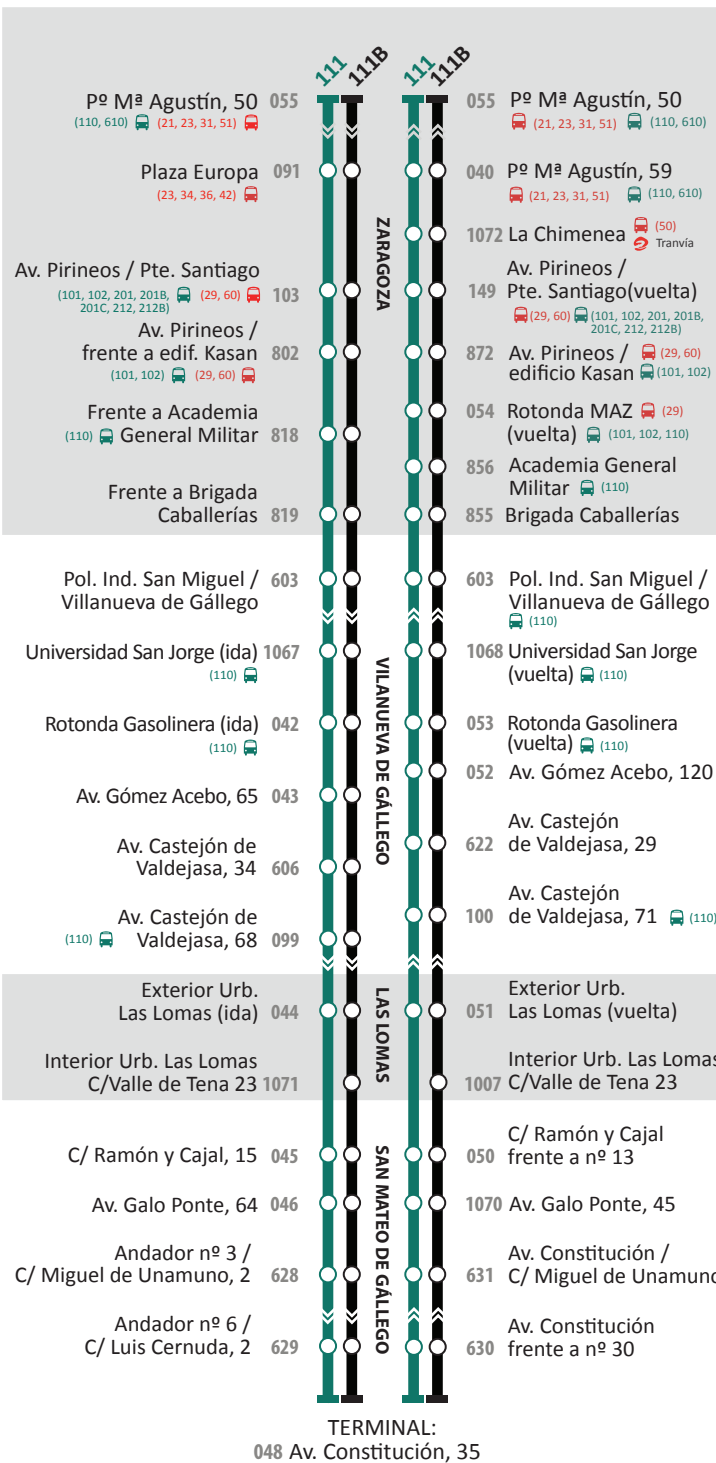 111 111B
Pº Mª Agustín, 50 055
(110, 610) (21, 23, 31, 51)
Plaza Europa 091
(23, 34, 36, 42)
Av. Pirineos / Pte. Santiago
(101, 102, 201, 201B, (29, 60) 103
201C, 212, 212B)
Av. Pirineos /
frente a edif. Kasan 802
(101, 102) (29, 60)
Frente a Academia
(110) General Militar 818
Frente a Brigada
Caballerías 819
Pol. Ind. San Miguel / 603
Villanueva de Gállego
Universidad San Jorge (ida) 1067
(110)
Rotonda Gasolinera (ida) 042
(110)
Av. Gómez Acebo, 65 043
Av. Castejón de
Valdejasa, 34 606
Av. Castejón de
(110) Valdejasa, 68 099
Exterior Urb.
Las Lomas (ida) 044
Interior Urb. Las Lomas
C/Valle de Tena 23 1071
C/ Ramón y Cajal, 15 045
Av. Galo Ponte, 64 046
Andador nº 3 /
C/ Miguel de Unamuno, 2 628
Andador nº 6 /
C/ Luis Cernuda, 2 629
ZARAGOZA
VILANUEVA DE GÁLLEGO
LAS LOMAS
SAN MATEO DE GÁLLEGO
111 111B
055 Pº Mª Agustín, 50
(21, 23, 31, 51) (110, 610)
040 Pº Mª Agustín, 59
(21, 23, 31, 51) (110, 610)
1072 La Chimenea (50)
Tranvía
Av. Pirineos /
149 Pte. Santiago(vuelta)
(29, 60) (101, 102, 201, 201B,
201C, 212, 212B)
872 Av. Pirineos / (29, 60)
edificio Kasan (101, 102)
054 Rotonda MAZ (29)
(vuelta) (101, 102, 110)
856 Academia General
Militar (110)
855 Brigada Caballerías
603 Pol. Ind. San Miguel /
Villanueva de Gállego
(110)
1068 Universidad San Jorge
(vuelta) (110)
053 Rotonda Gasolinera
(vuelta) (110)
052 Av. Gómez Acebo, 120
Av. Castejón
622 de Valdejasa, 29
Av. Castejón
100 de Valdejasa, 71 (110)
Exterior Urb.
051 Las Lomas (vuelta)
Interior Urb. Las Lomas
1007 C/Valle de Tena 23
C/ Ramón y Cajal
050 frente a nº 13
1070 Av. Galo Ponte, 45
Av. Constitución /
631 C/ Miguel de Unamuno
Av. Constitución
630 frente a nº 30
TERMINAL:
048 Av. Constitución, 35